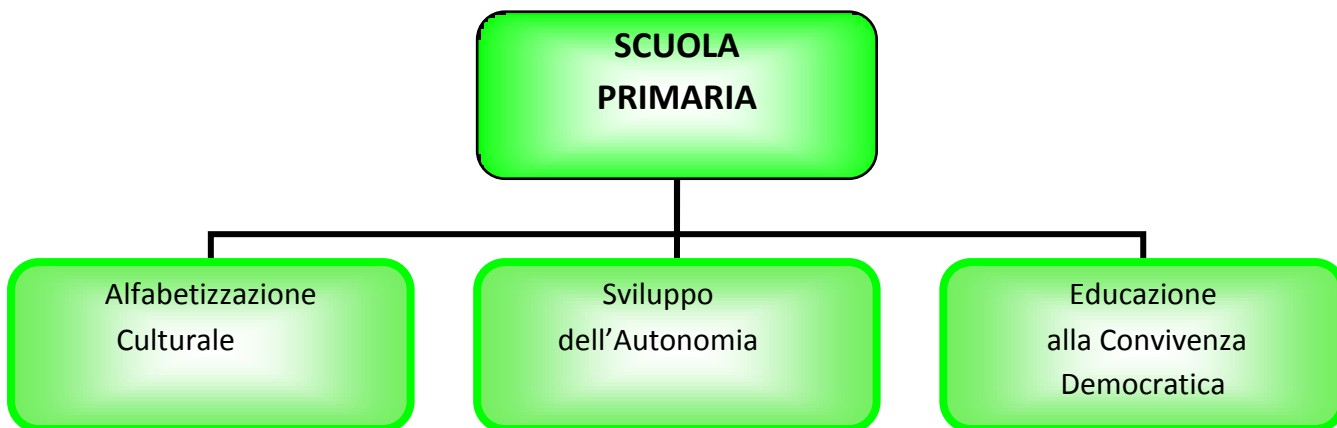 SCUOLA
PRIMARIA
Alfabetizzazione
Culturale
Sviluppo
dell’Autonomia
Educazione
alla Convivenza
Democratica